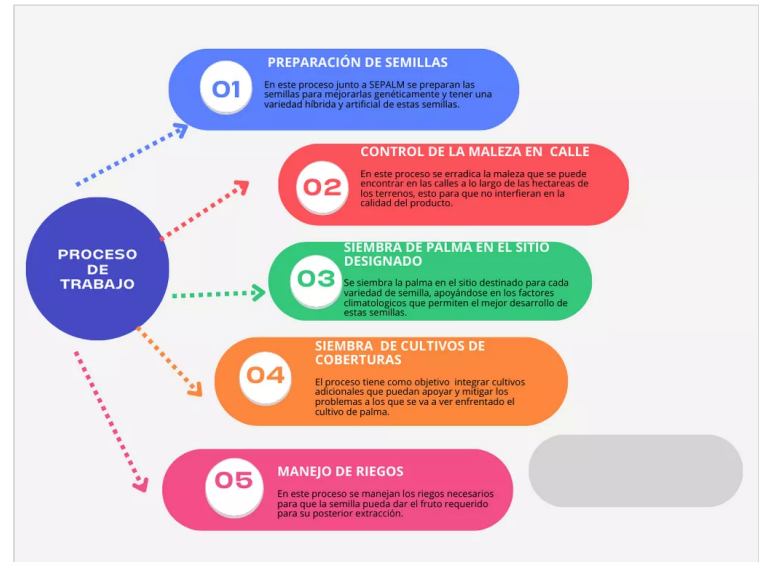 PROCESO
DE
TRABAJO
01
PREPARACIÓN DE SEMILLAS
En este proceso junto a SEPALM se preparan las
semillas para mejorarlas genéticamente y tener una
variedad híbrida y artificial de estas semillas.
02
CONTROL DE LA MALEZA EN CALLE
En este proceso se erradica la maleza que se puede
encontrar en las calles a lo largo de las hectareas de
los terrenos, esto para que no interfieran en la
calidad del producto.
03
SIEMBRA DE PALMA EN EL SITIO
DESIGNADO
Se siembra la palma en el sitio destinado para cada
variedad de semilla, apoyándose en los factores
climatologicos que permiten el mejor desarrollo de
estas semillas.
04
SIEMBRA DE CULTIVOS DE
COBERTURAS
El proceso tiene como objetivo integrar cultivos
adicionales que puedan apoyar y mitigar los
problemas a los que se va a ver enfrentado el
cultivo de palma.
05
MANEJO DE RIEGOS
En este proceso se manejan los riegos necesarios
para que la semilla pueda dar el fruto requerido
para su posterior extracción.